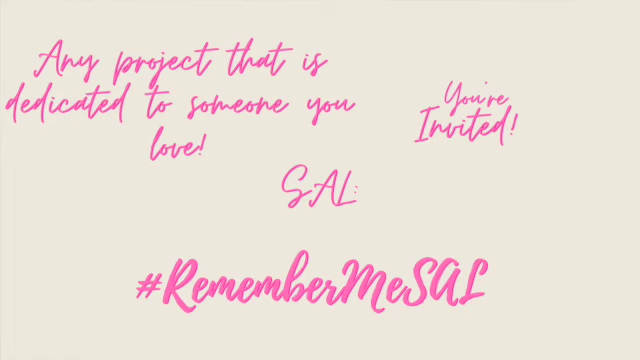 Any project that is
dedicated to someone you
love!
You're
Invited!
SAL:
#RememberMeSAL